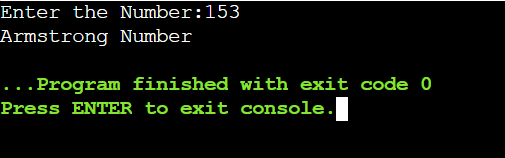 Enter the Number:153
Armstrong Number
...Program finished with exit code 0
Press ENTER to exit console.